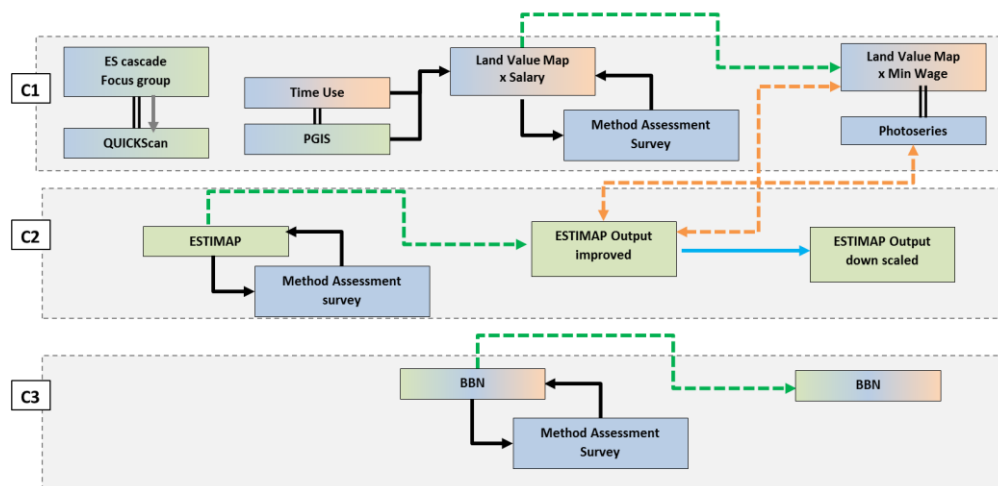 C1
ES cascade
Focus group
QUICKScan
Time Use
PGIS
Land Value Map
x Salary
Method Assessment
Survey
Land Value Map
x Min Wage
Photoseries
C2
ESTIMAP
Method Assessment
survey
ESTIMAP Output
improved
ESTIMAP Output
down scaled
C3
BBN
Method Assessment
Survey
BBN